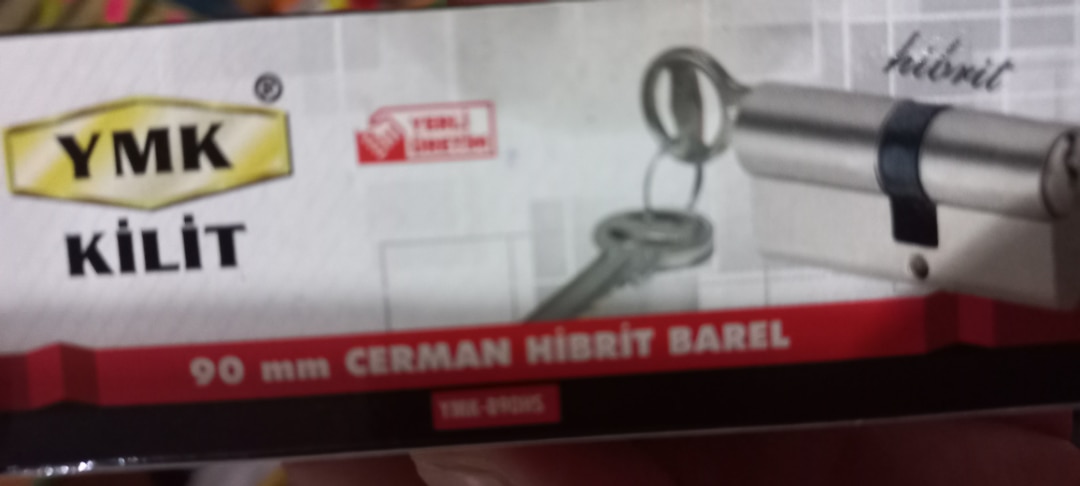 hibrit
®
YMK
KİLİT
YERLİ
ÜRETİM
90 mm CERMAN HİBRİT BAREL